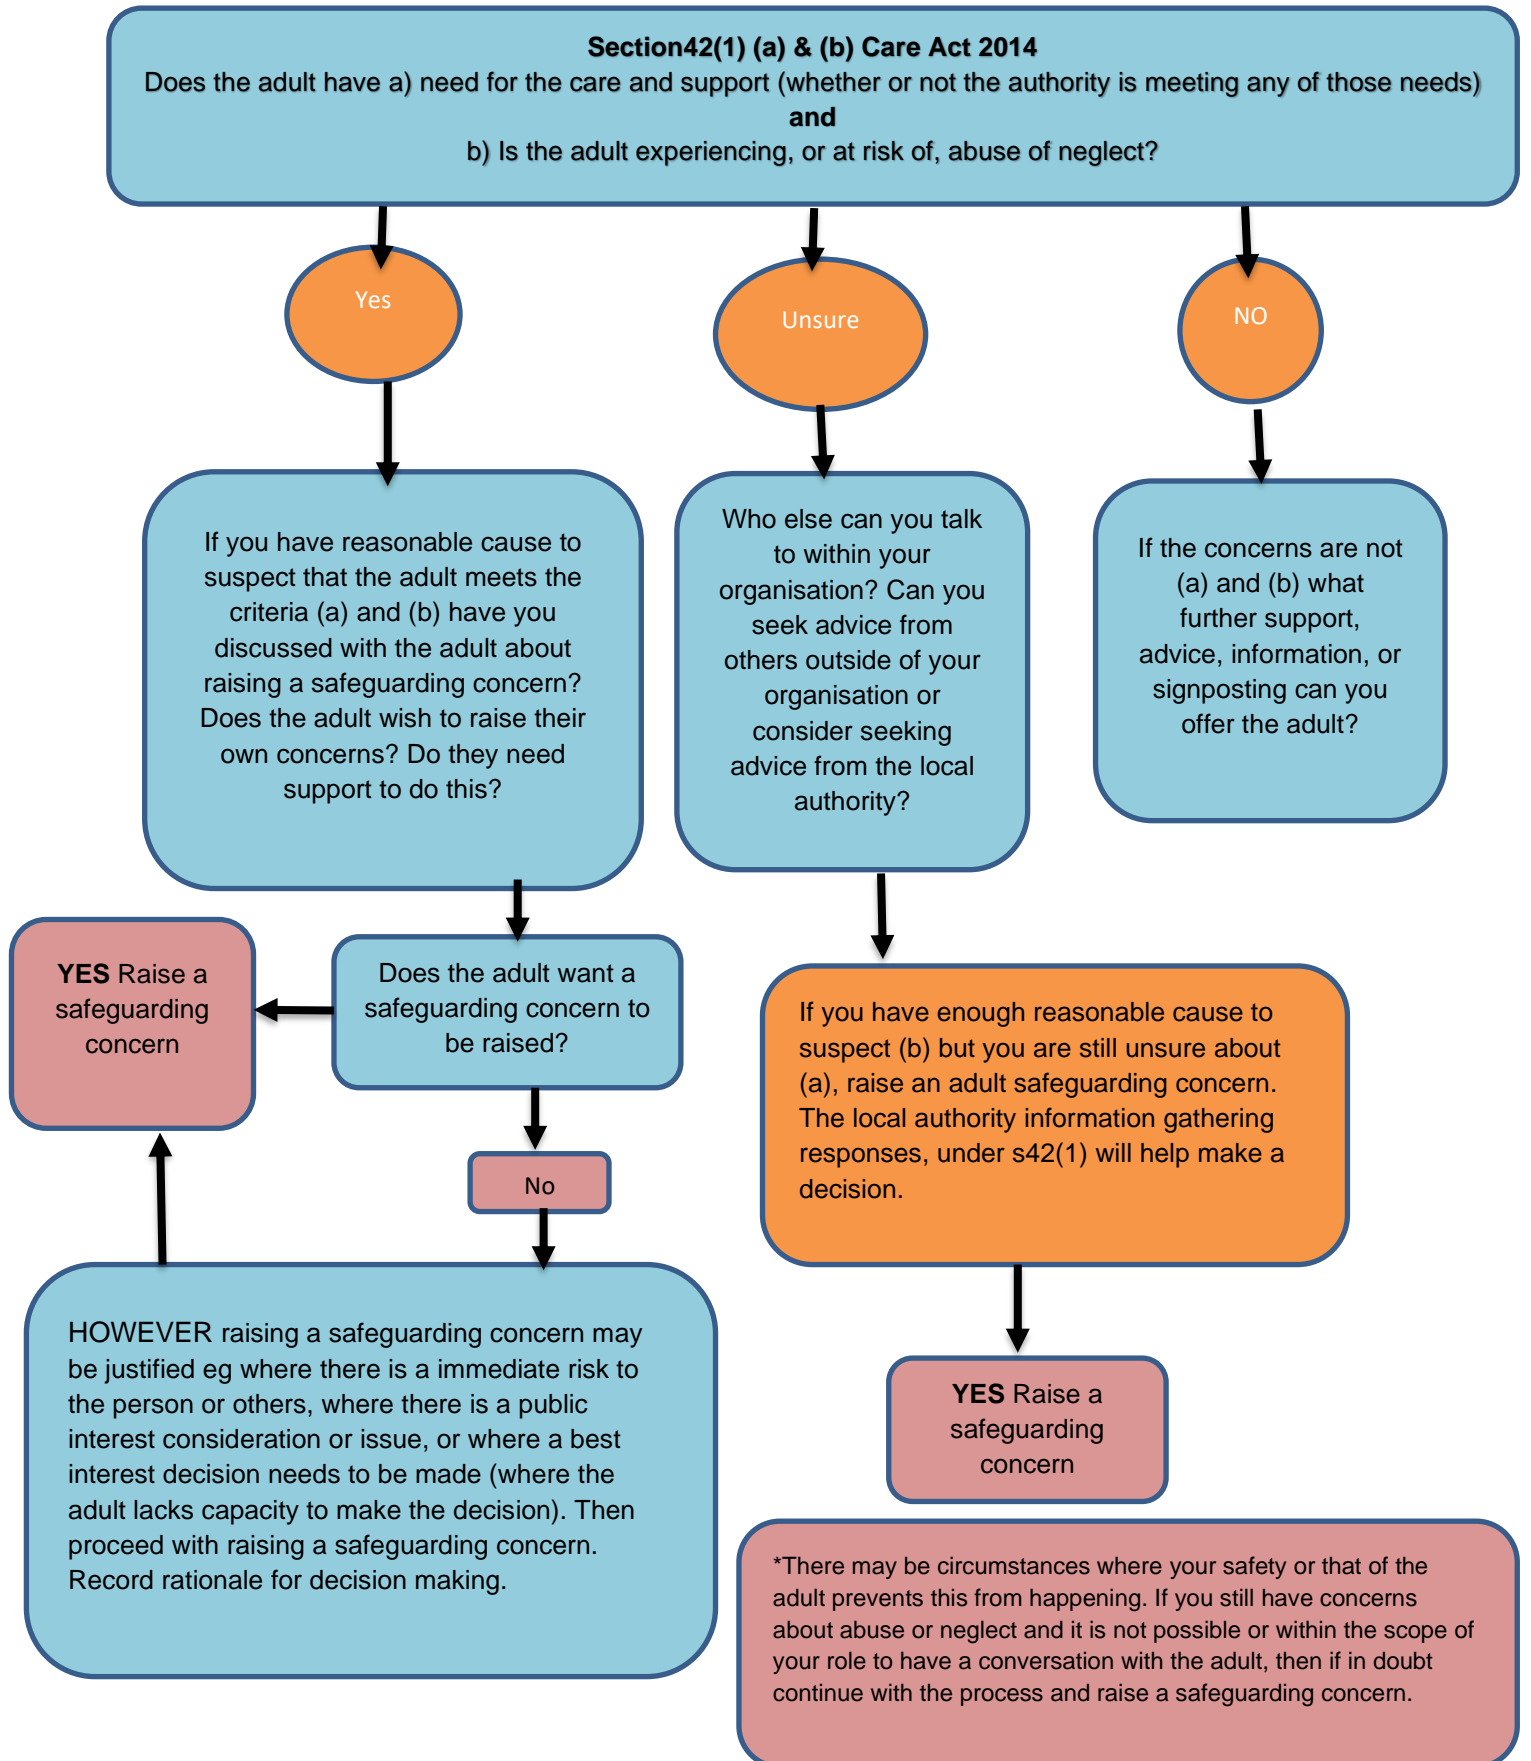 Section42(1) (a) & (b) Care Act 2014
Does the adult have a) need for the care and support (whether or not the authority is meeting any of those needs)
and
b) Is the adult experiencing, or at risk of, abuse of neglect?
Yes
Unsure
NO
If you have reasonable cause to
suspect that the adult meets the
criteria (a) and (b) have you
discussed with the adult about
raising a safeguarding concern?
Does the adult wish to raise their
own concerns? Do they need
support to do this?
Who else can you talk
to within your
organisation? Can you
seek advice from
others outside of your
organisation or
consider seeking
advice from the local
authority?
If the concerns are not
(a) and (b) what
further support,
advice, information, or
signposting can you
offer the adult?
YES Raise a
safeguarding
concern
Does the adult want a
safeguarding concern to
be raised?
No
If you have enough reasonable cause to
suspect (b) but you are still unsure about
(a), raise an adult safeguarding concern.
The local authority information gathering
responses, under s42(1) will help make a
decision.
HOWEVER raising a safeguarding concern may
be justified eg where there is a immediate risk to
the person or others, where there is a public
interest consideration or issue, or where a best
interest decision needs to be made (where the
adult lacks capacity to make the decision). Then
proceed with raising a safeguarding concern.
Record rationale for decision making.
YES Raise a
safeguarding
concern
*There may be circumstances where your safety or that of the
adult prevents this from happening. If you still have concerns
about abuse or neglect and it is not possible or within the scope of
your role to have a conversation with the adult, then if in doubt
continue with the process and raise a safeguarding concern.